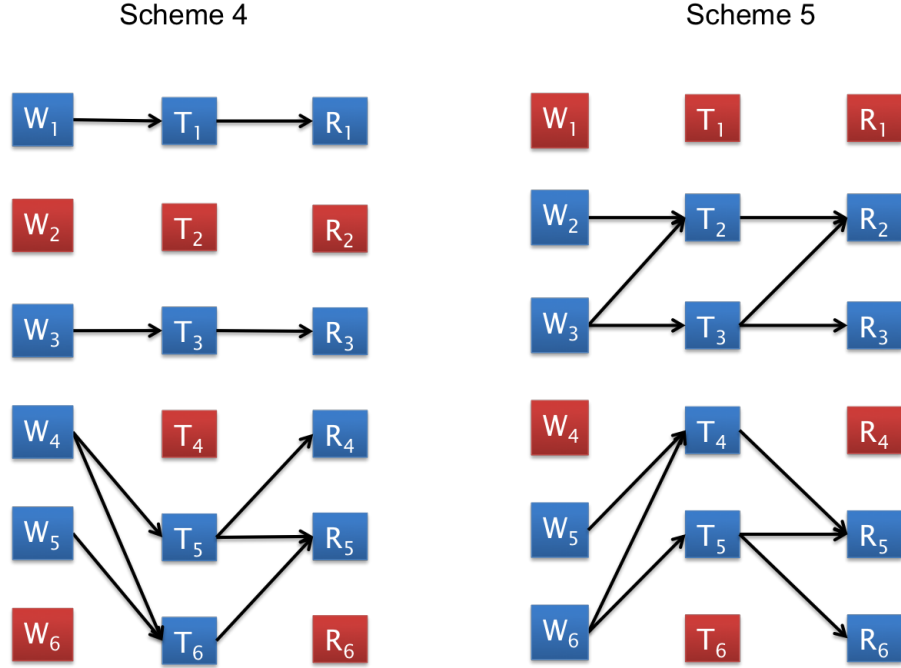 Scheme 4
Scheme 5
W1 T1 R1
W1 T1 R1
W2 T2 R2
W2 T2 R2
W3 T3 R3
W3 T3 R3
W4 T4 R4
W4 T4 R4
W5 T5 R5
W5 T5 R5
W6 T6 R6
W6 T6 R6